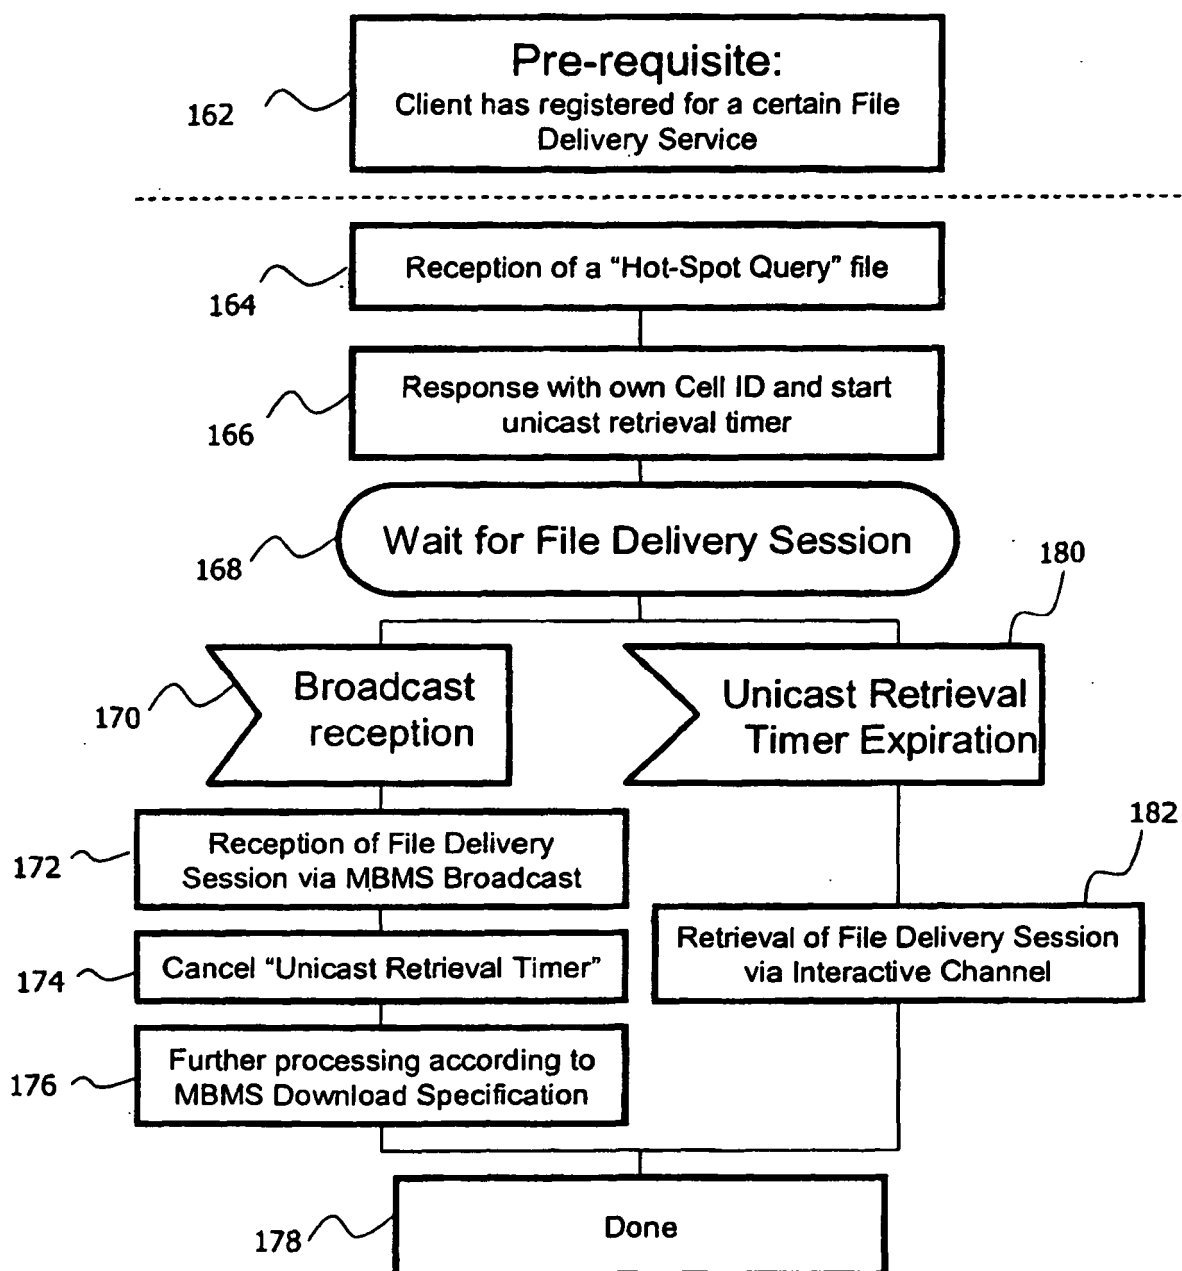 Pre-requisite:
Client has registered for a certain File
Delivery Service
162
Reception of a “Hot-Spot Query” file
164
Response with own Cell ID and start
unicast retrieval timer
166
Wait for File Delivery Session
168
180
Broadcast
reception
170
Unicast Retrieval
Timer Expiration
182
Reception of File Delivery
Session via MBMS Broadcast
172
Retrieval of File Delivery Session
via Interactive Channel
Cancel “Unicast Retrieval Timer”
174
Further processing according to
MBMS Download Specification
176
Done
178